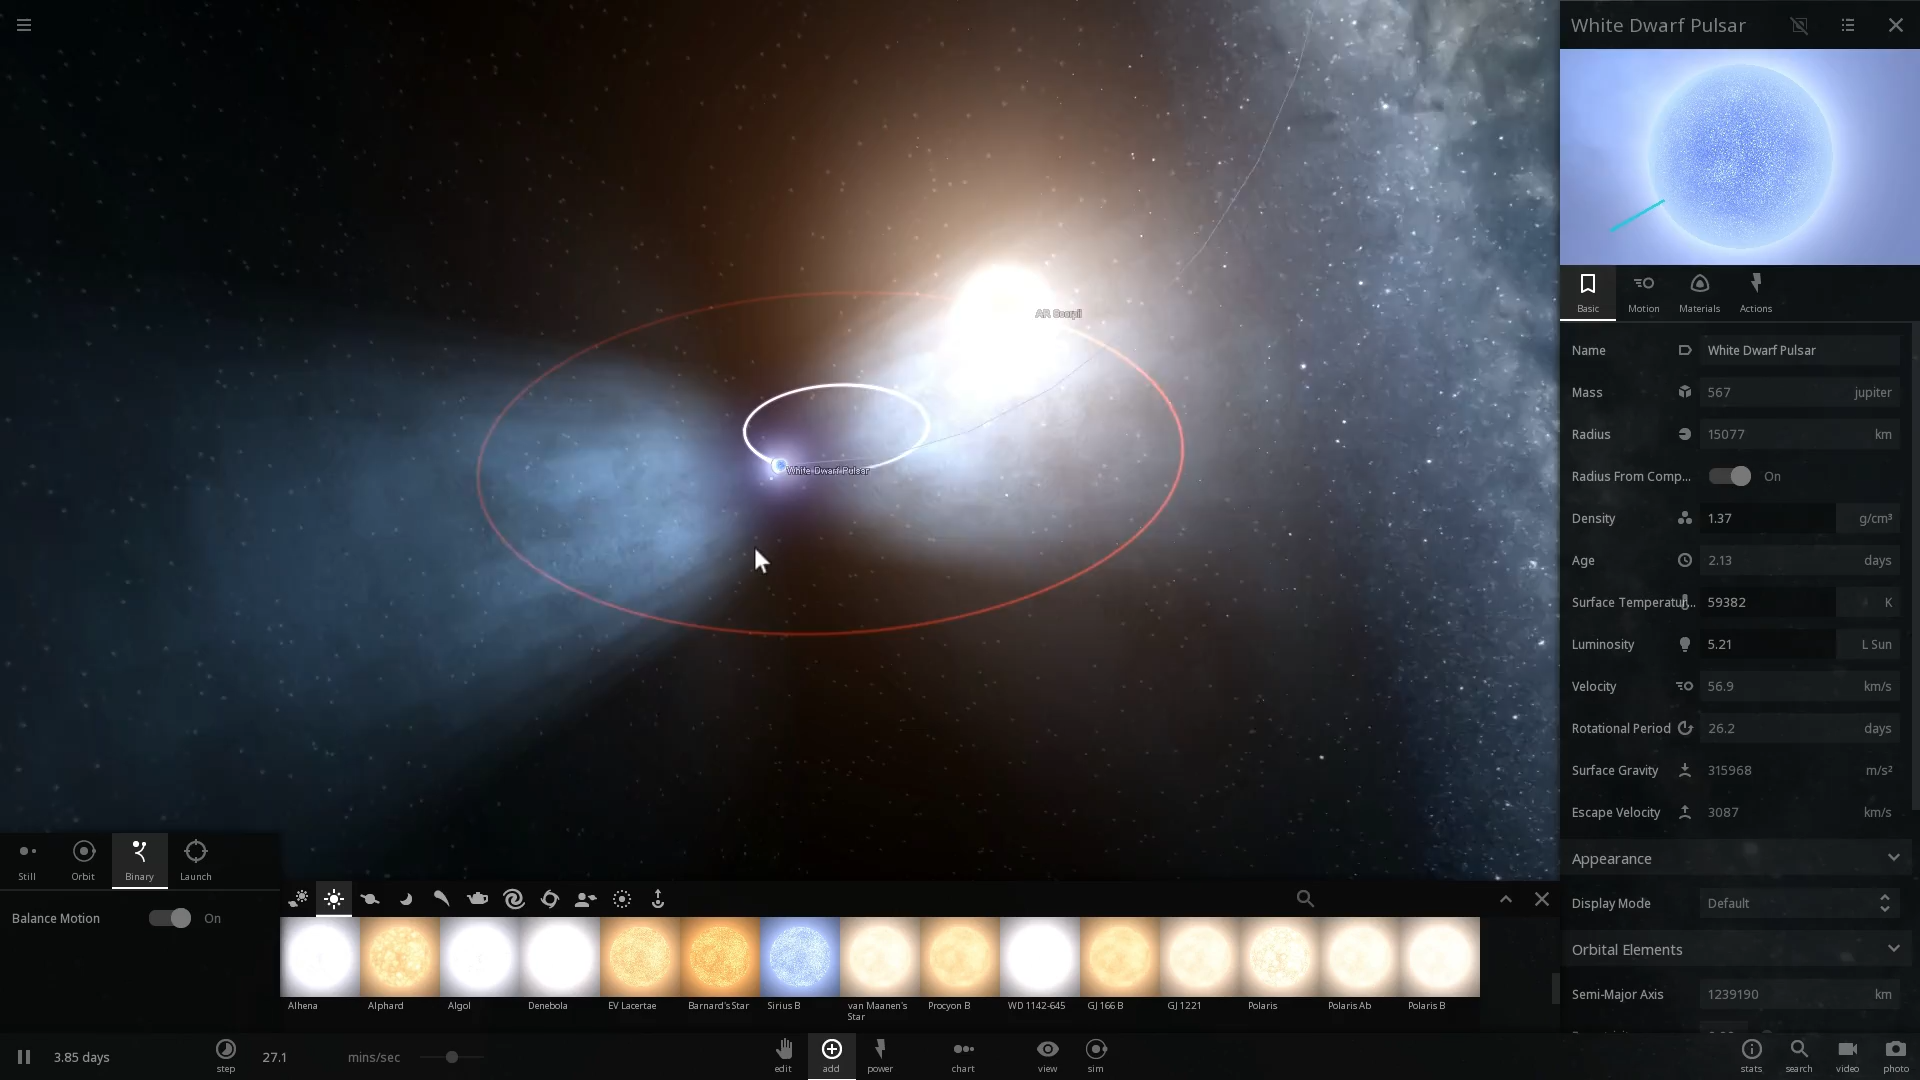 White Dwarf Pulsar
AR Scorpii
White Dwarf Pulsar
Basic
Motion
Materials
Actions
Name White Dwarf Pulsar
Mass 567 jupiter
Radius 15077 km
Radius From Comp... On
Density 1.37 g/cm³
Age 2.13 days
Surface Temperatur... 59382 K
Luminosity 5.21 L Sun
Velocity 56.9 km/s
Rotational Period 26.2 days
Surface Gravity 315968 m/s²
Escape Velocity 3087 km/s
Appearance
Display Mode Default
Orbital Elements
Semi-Major Axis 1239190 km
Still
Orbit
Binary
Launch
Balance Motion On
Alhena
Alphard
Algol
Denebola
EV Lacertae
Barnard's Star
Sirius B
van Maanen's
Star
Procyon B
WD 1142-645
GJ 166 B
GJ 1221
Polaris
Polaris Ab
Polaris B
3.85 days
step
27.1 mins/sec
edit
add
power
chart
view
sim
stats
search
video
photo